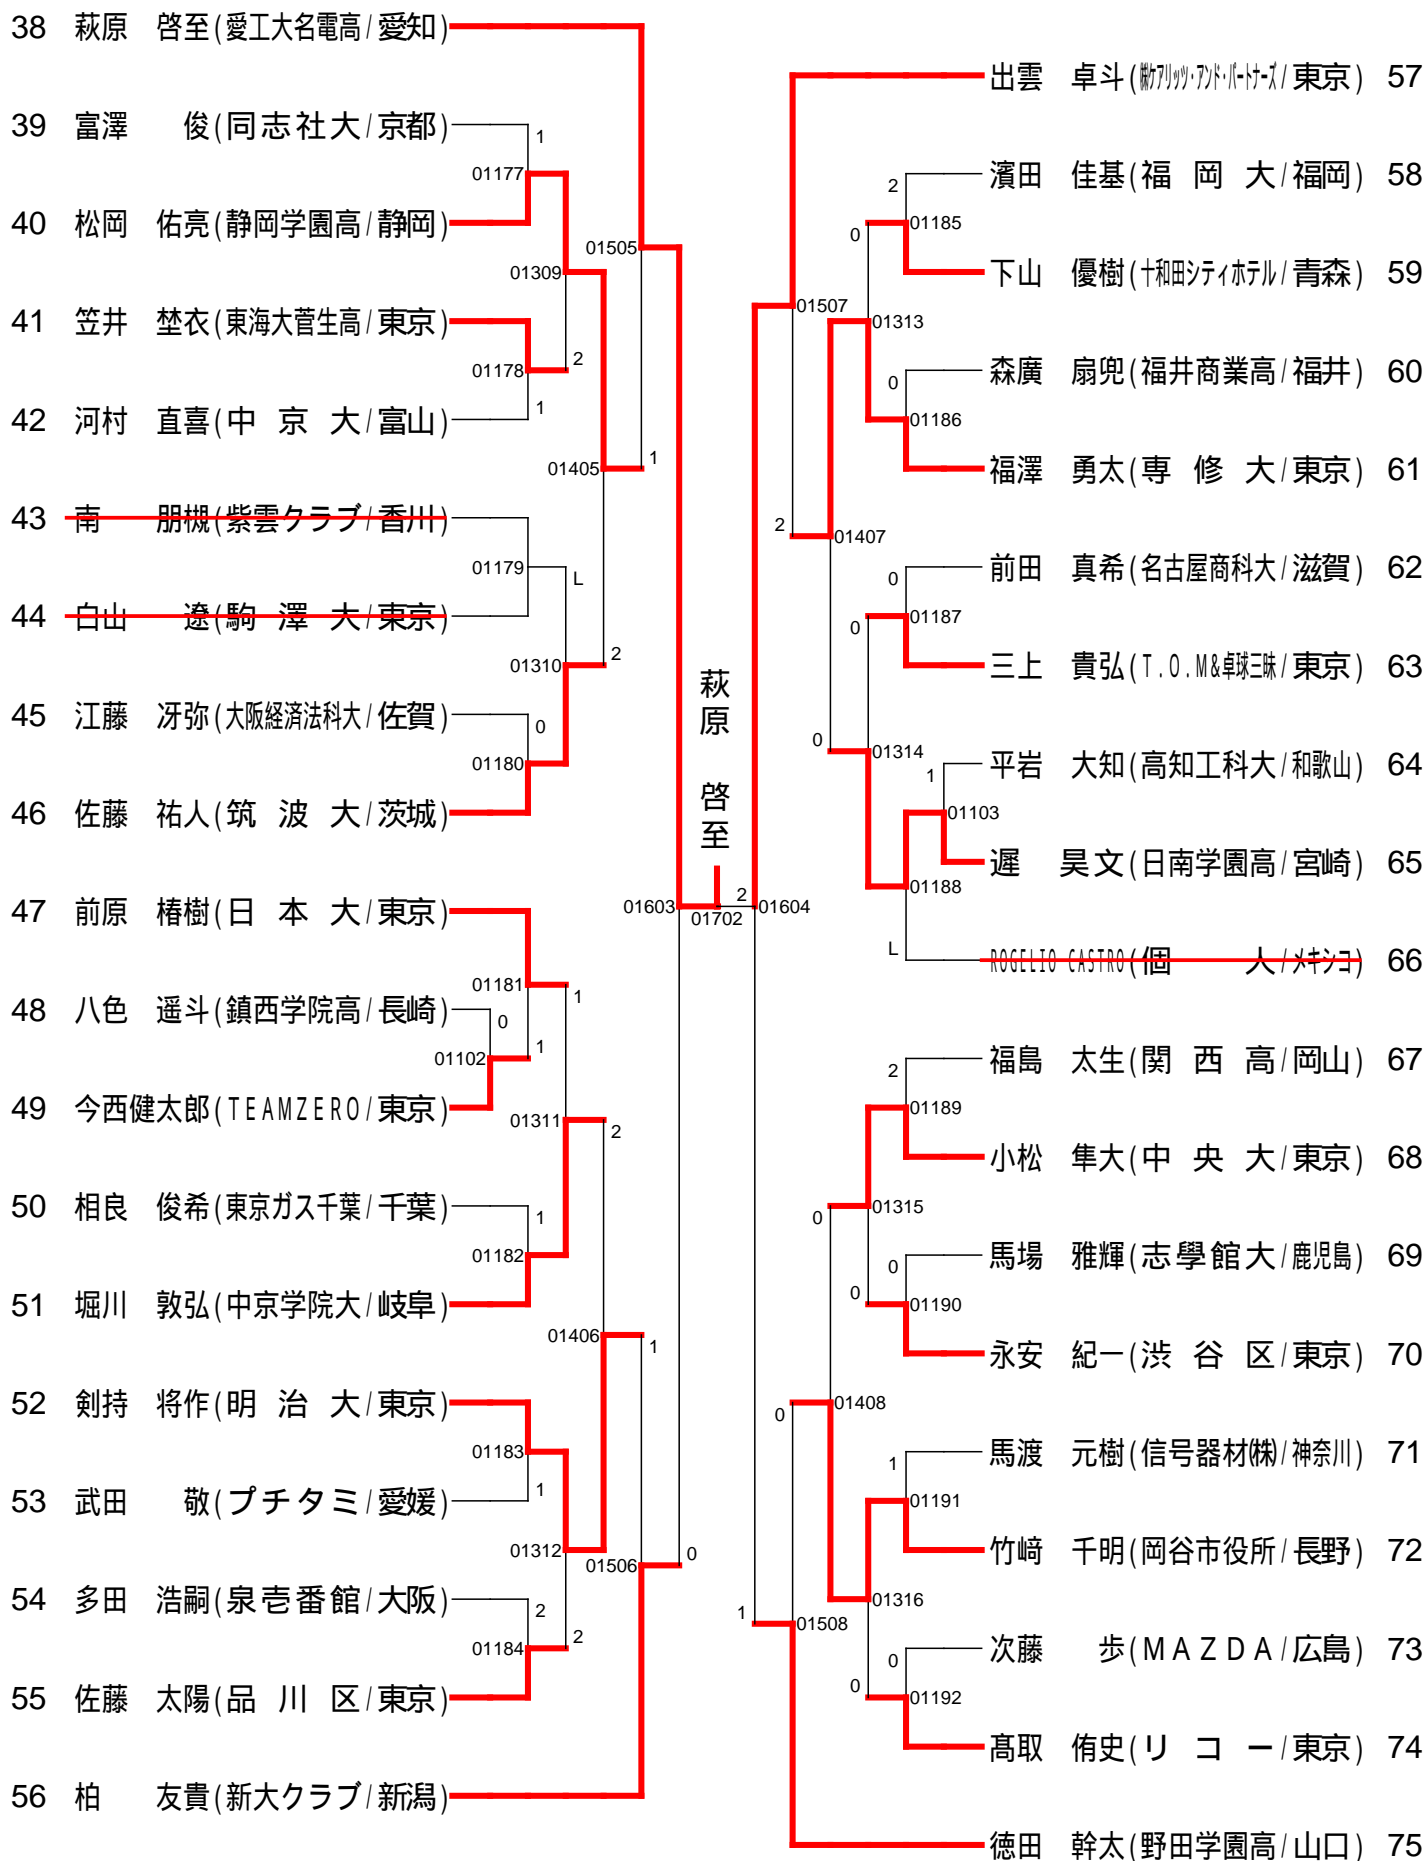 38 萩原 啓至(愛工大名電高/愛知)
39 富澤 俊(同志社大/京都)
1
01177
40 松岡 佑亮(静岡学園高/静岡)
01505
01309
41 笠井 埜衣(東海大菅生高/東京)
01178
2
42 河村 直喜(中京大/富山)
1
01405
1
43 南 朋槻(紫雲クラブ/香川)
01179
L
44 白山 遼(駒澤大/東京)
01310
2
45 江藤 冴弥(大阪経済法科大/佐賀)
0
01180
46 佐藤 祐人(筑波大/茨城)
47 前原 椿樹(日本大/東京)
01181
1
48 八色 遥斗(鎮西学院高/長崎)
0
01102
1
49 今西健太郎(TEAMZERO/東京)
01311
2
50 相良 俊希(東京ガス千葉/千葉)
1
01182
51 堀川 敦弘(中京学院大/岐阜)
01406
1
52 剣持 将作(明治大/東京)
01183
53 武田 敬(プチタミ/愛媛)
1
01312
01506
0
54 多田 浩嗣(泉壱番館/大阪)
2
01184
2
55 佐藤 太陽(品川区/東京)
56 柏 友貴(新大クラブ/新潟)
萩原 啓至
01603
01702
2
01604
出雲 卓斗(㈱ケアリッツ・アンド・パートナーズ/東京) 57
濱田 佳基(福岡大/福岡) 58
2
01185
0
下山 優樹(十和田シティホテル/青森) 59
01507
01313
森廣 扇兜(福井商業高/福井) 60
0
01186
福澤 勇太(専修大/東京) 61
2
01407
前田 真希(名古屋商科大/滋賀) 62
0
01187
0
三上 貴弘(T.O.M&卓球三昧/東京) 63
0
01314
平岩 大知(高知工科大/和歌山) 64
1
01103
遅 昊文(日南学園高/宮崎) 65
01188
L
ROGELIO CASTRO(個人/メキシコ) 66
福島 太生(関西高/岡山) 67
2
01189
小松 隼大(中央大/東京) 68
0
01315
馬場 雅輝(志學館大/鹿児島) 69
0
0
01190
永安 紀一(渋谷区/東京) 70
0
01408
馬渡 元樹(信号器材㈱/神奈川) 71
1
01191
竹﨑 千明(岡谷市役所/長野) 72
01316
1
01508
次藤 歩(MAZDA/広島) 73
0
0
01192
髙取 侑史(リコー/東京) 74
徳田 幹太(野田学園高/山口) 75